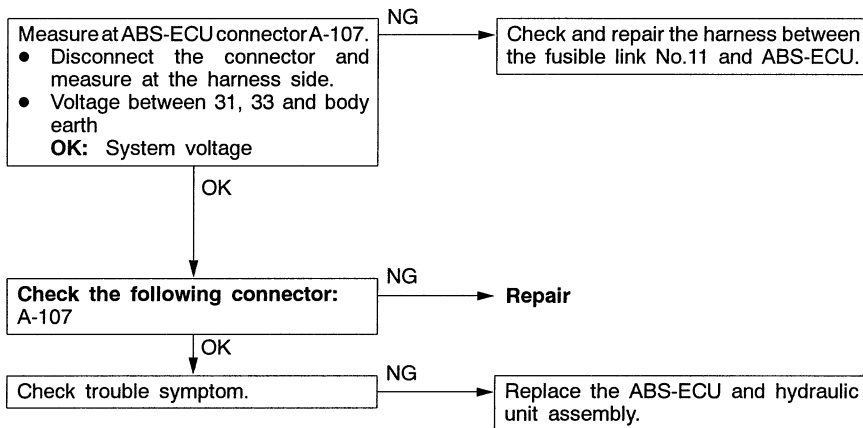 Measure at ABS-ECU connector A-107.
● Disconnect the connector and
measure at the harness side.
● Voltage between 31, 33 and body
earth
OK: System voltage
NG
Check and repair the harness between
the fusible link No.11 and ABS-ECU.
OK
Check the following connector:
A-107
NG
Repair
OK
Check trouble symptom.
NG
Replace the ABS-ECU and hydraulic
unit assembly.